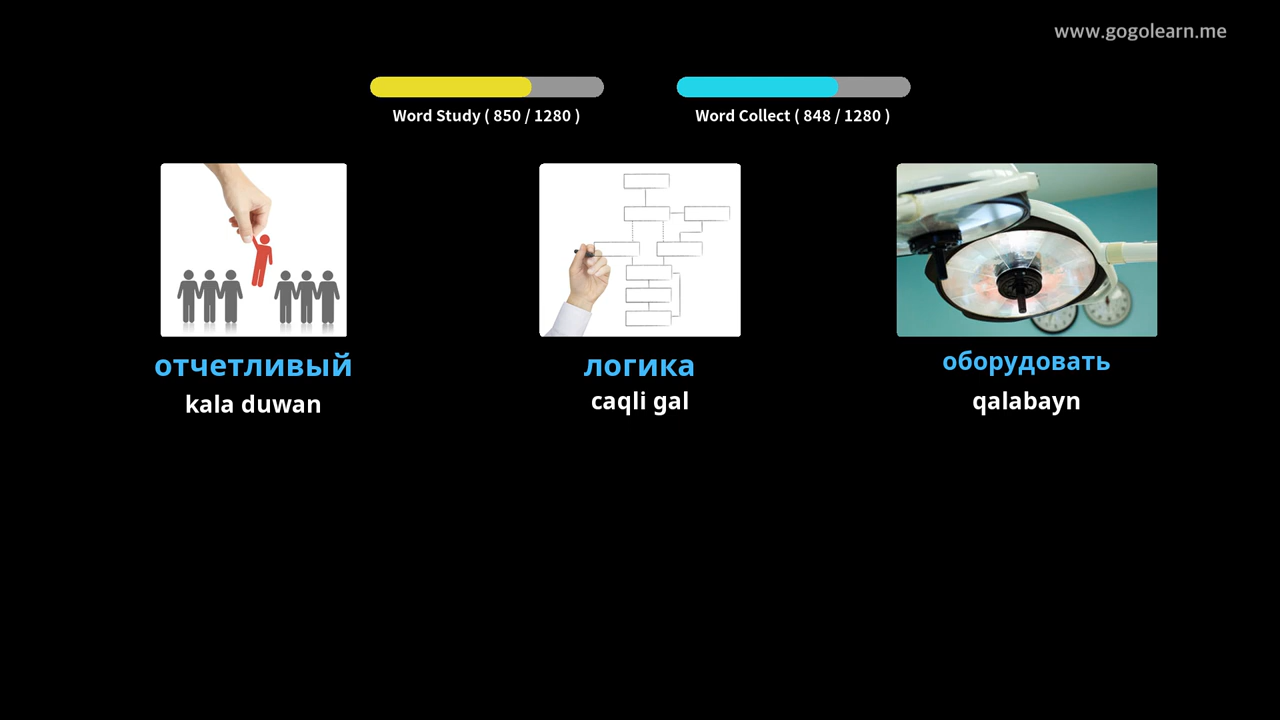 www.gogolearn.me
Word Study ( 850 / 1280 )
Word Collect ( 848 / 1280 )
отчетливый
kala duwan
логика
caqli gal
оборудовать
qalabayn